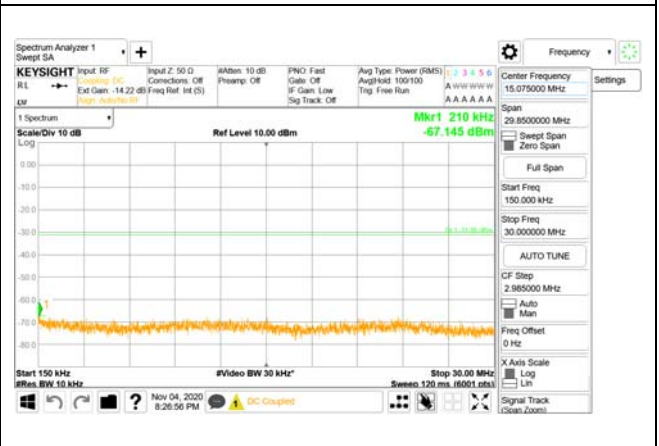 Spectrum Analyzer 1
Swept SA
Frequency
KEYSIGHT
Input: RF
Coupling: DC
Ext Gain: -14.22 dB
Align: Auto/No RF
RL
Input Z: 50 Ω
Corrections: Off
Freq Ref: Int (S)
#Atten: 10 dB
Preamp: Off
PNO: Fast
Gate: Off
IF Gain: Low
Sig Track: Off
Avg Type: Power (RMS)
Avg|Hold: 100/100
Trig: Free Run
1 2 3 4 5 6
A W W W W W
A A A A A A
Center Frequency
15.075000 MHz
Settings
Span
29.8500000 MHz
Swept Span
Zero Span
Full Span
Start Freq
150.000 kHz
Stop Freq
30.000000 MHz
AUTO TUNE
CF Step
2.985000 MHz
Auto
Man
Freq Offset
0 Hz
X Axis Scale
Log
Lin
Signal Track
(Span Zoom)
1 Spectrum
Scale/Div 10 dB
Log
Ref Level 10.00 dBm
Mkr1 210 kHz
-67.145 dBm
0.00
-10.0
-20.0
-30.0
-40.0
-50.0
-60.0
-70.0
-80.0
1
Start 150 kHz
#Res BW 10 kHz
#Video BW 30 kHz*
Stop 30.00 MHz
Sweep 120 ms (6001 pts)
?
Nov 04, 2020
8:26:56 PM
1
DC Coupled